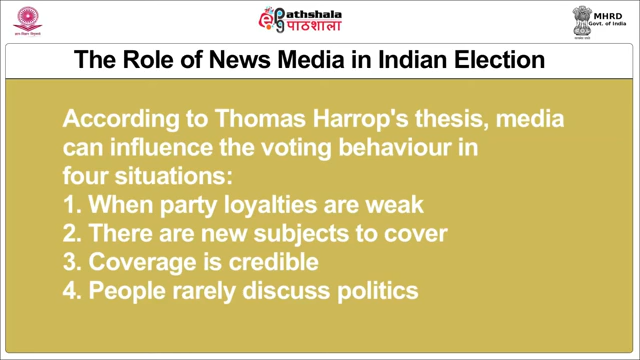 ePathshala
पाठशाला
MHRD
Govt. of India
The Role of News Media in Indian Election
According to Thomas Harrop's thesis, media
can influence the voting behaviour in
four situations:
1. When party loyalties are weak
2. There are new subjects to cover
3. Coverage is credible
4. People rarely discuss politics